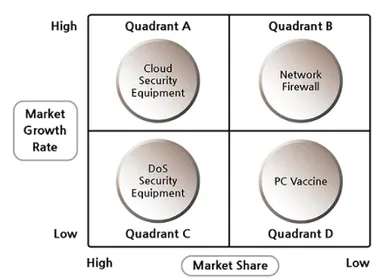 High
Quadrant A
Quadrant B
Cloud
Security
Equipment
Network
Firewall
Market
Growth
Rate
DoS
Security
Equipment
PC Vaccine
Low
Quadrant C
Quadrant D
High
Market Share
Low